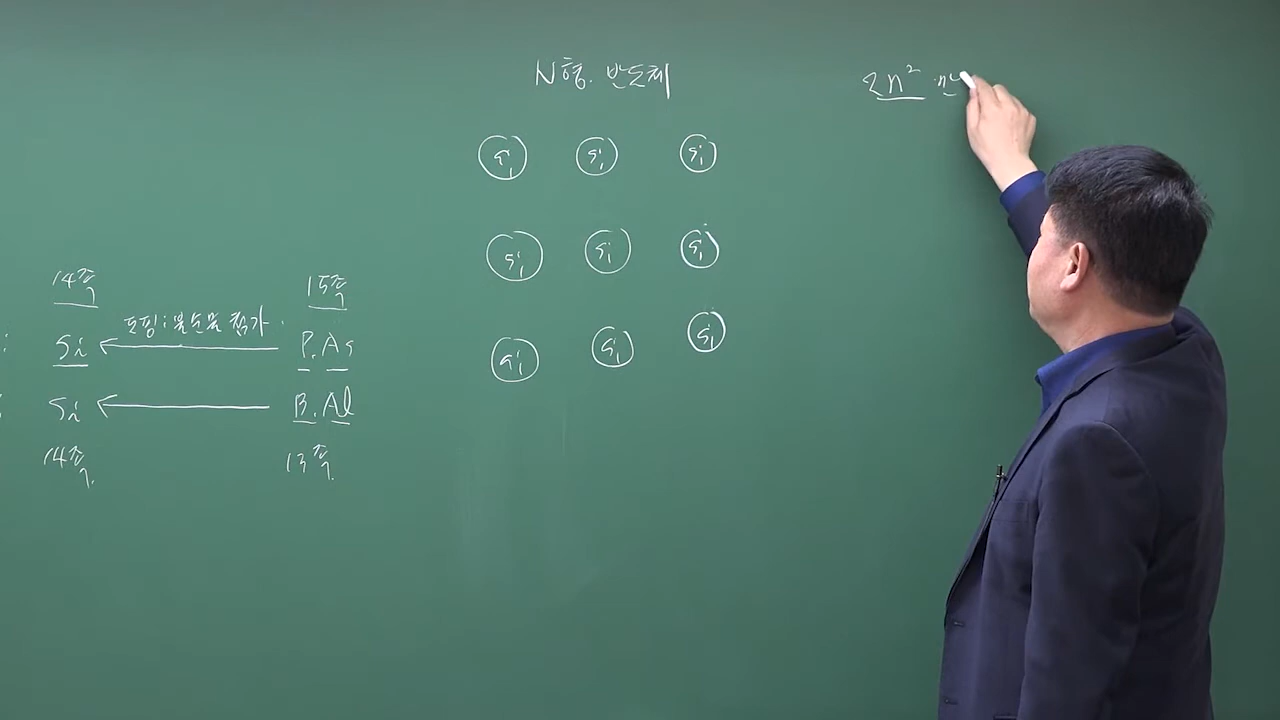 N형. 반도체
2n²
Si Si Si
Si Si Si
Si Si Si
14족 15족
: Si 도핑:불순물 첨가. P. As
Si B. Al
14족. 13족.